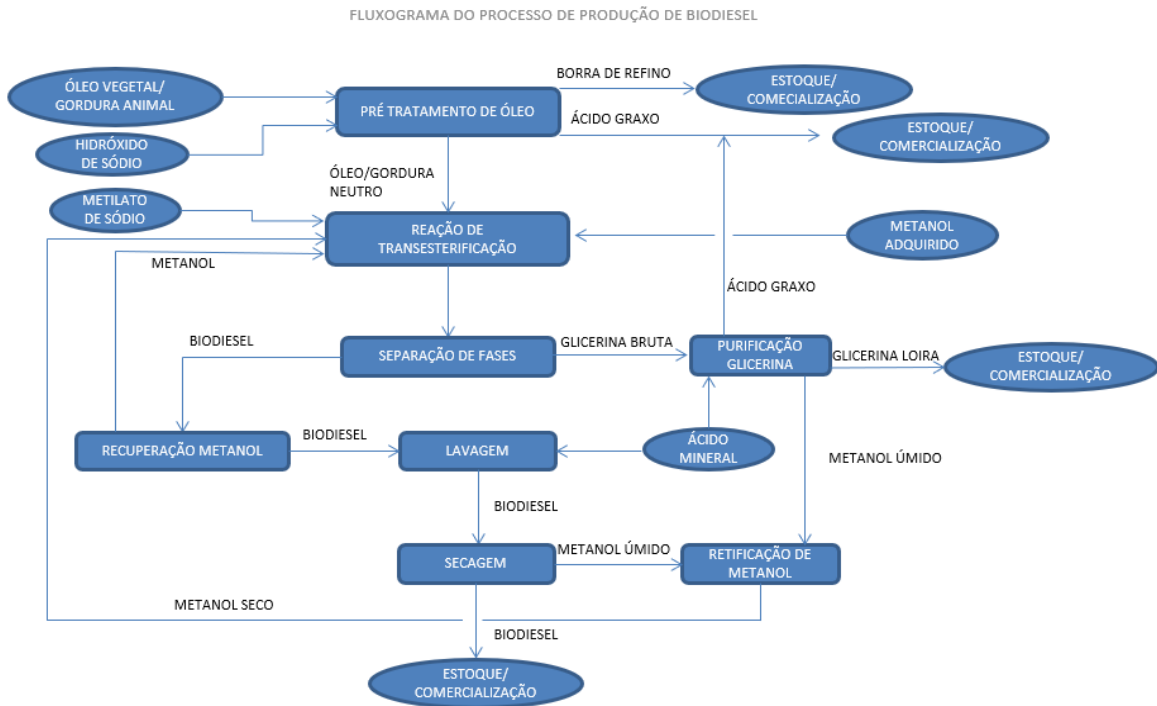 FLUXOGRAMA DO PROCESSO DE PRODUÇÃO DE BIODIESEL
ÓLEO VEGETAL/
GORDURA ANIMAL
PRÉ TRATAMENTO DE ÓLEO
BORRA DE REFINO
ESTOQUE/
COMECIALIZAÇÃO
HIDRÓXIDO
DE SÓDIO
ÁCIDO GRAXO
ESTOQUE/
COMERCIALIZAÇÃO
ÓLEO/GORDURA
NEUTRO
METILATO
DE SÓDIO
REAÇÃO DE
TRANSESTERIFICAÇÃO
METANOL
ADQUIRIDO
METANOL
ÁCIDO GRAXO
BIODIESEL
SEPARAÇÃO DE FASES
GLICERINA BRUTA
PURIFICAÇÃO
GLICERINA
GLICERINA LOIRA
ESTOQUE/
COMERCIALIZAÇÃO
RECUPERAÇÃO METANOL
BIODIESEL
LAVAGEM
ÁCIDO
MINERAL
METANOL ÚMIDO
BIODIESEL
SECAGEM
METANOL ÚMIDO
RETIFICAÇÃO DE
METANOL
METANOL SECO
BIODIESEL
ESTOQUE/
COMERCIALIZAÇÃO